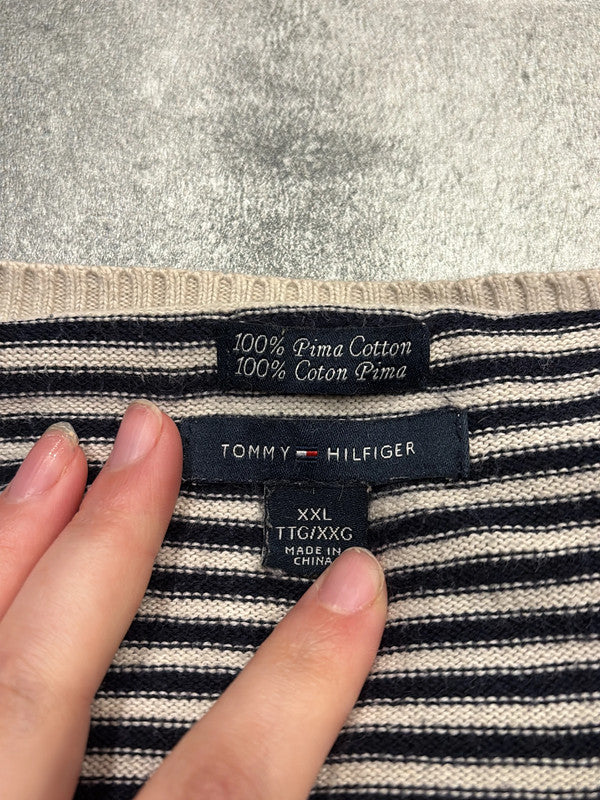 100% Pima Cotton
100% Coton Pima
TOMMY HILFIGER
XXL
TTG/XXG
MADE IN
CHINA